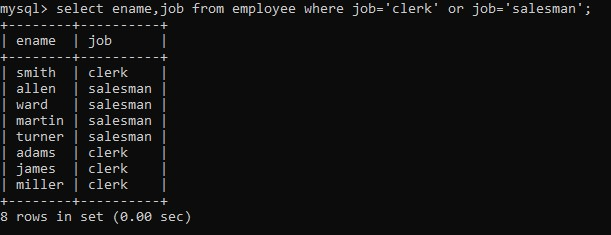 mysql> select ename,job from employee where job='clerk' or job='salesman';
+--------+----------+
| ename  | job      |
+--------+----------+
| smith  | clerk    |
| allen  | salesman |
| ward   | salesman |
| martin | salesman |
| turner | salesman |
| adams  | clerk    |
| james  | clerk    |
| miller | clerk    |
+--------+----------+
8 rows in set (0.00 sec)